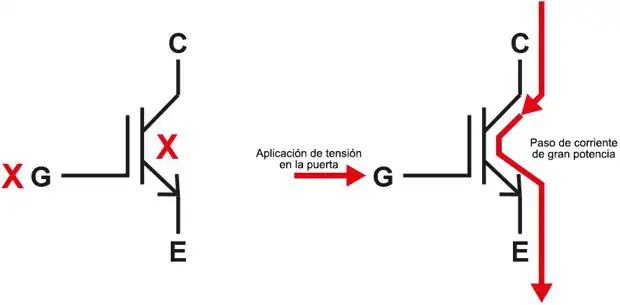 C
X
X G
E
C
Aplicación de tensión
en la puerta
G
Paso de corriente
de gran potencia
E